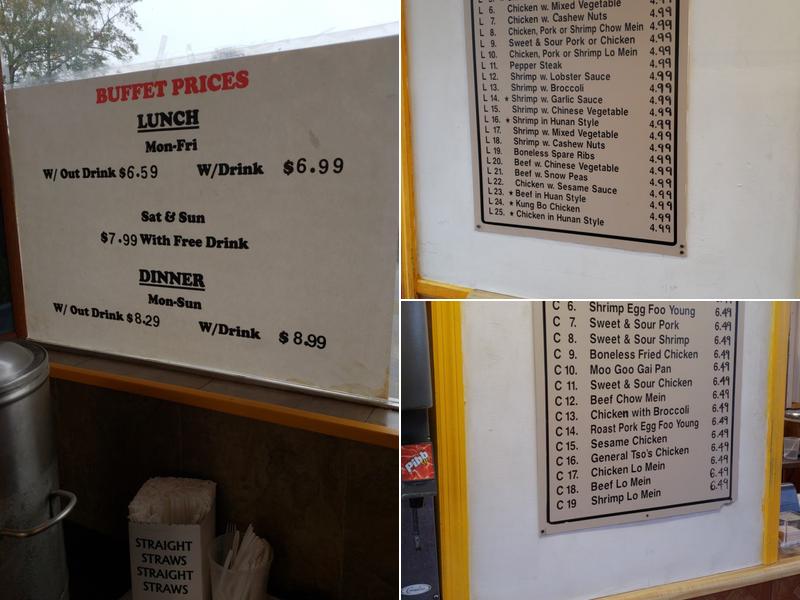 BUFFET PRICES
LUNCH
Mon-Fri
W/ Out Drink $6.59 W/Drink $6.99
Sat & Sun
$7.99 With Free Drink
DINNER
Mon-Sun
W/ Out Drink $8.29 W/Drink $8.99
STRAIGHT
STRAWS
STRAIGHT
STRAWS
L 6. Chicken w. Mixed Vegetable 4.99
L 7. Chicken w. Cashew Nuts 4.99
L 8. Chicken, Pork or Shrimp Chow Mein 4.99
L 9. Sweet & Sour Pork or Chicken 4.99
L 10. Chicken, Pork or Shrimp Lo Mein 4.99
L 11. Pepper Steak 4.99
L 12. Shrimp w. Lobster Sauce 4.99
L 13. Shrimp w. Broccoli 4.99
L 14. ★ Shrimp w. Garlic Sauce 4.99
L 15. Shrimp w. Chinese Vegetable 4.99
L 16. ★ Shrimp in Hunan Style 4.99
L 17. Shrimp w. Mixed Vegetable 4.99
L 18. Shrimp w. Cashew Nuts 4.99
L 19. Boneless Spare Ribs 4.99
L 20. Beef w. Chinese Vegetable 4.99
L 21. Beef w. Snow Peas 4.99
L 22. Chicken w. Sesame Sauce 4.99
L 23. ★ Beef in Huan Style 4.99
L 24. ★ Kung Bo Chicken 4.99
L 25. ★ Chicken in Hunan Style 4.99
C 6. Shrimp Egg Foo Young 6.49
C 7. Sweet & Sour Pork 6.49
C 8. Sweet & Sour Shrimp 6.49
C 9. Boneless Fried Chicken 6.49
C 10. Moo Goo Gai Pan 6.49
C 11. Sweet & Sour Chicken 6.49
C 12. Beef Chow Mein 6.49
C 13. Chicken with Broccoli 6.49
C 14. Roast Pork Egg Foo Young 6.49
C 15. Sesame Chicken 6.49
C 16. General Tso's Chicken 6.49
C 17. Chicken Lo Mein 6.49
C 18. Beef Lo Mein 6.49
C 19 Shrimp Lo Mein 6.49
Pibb